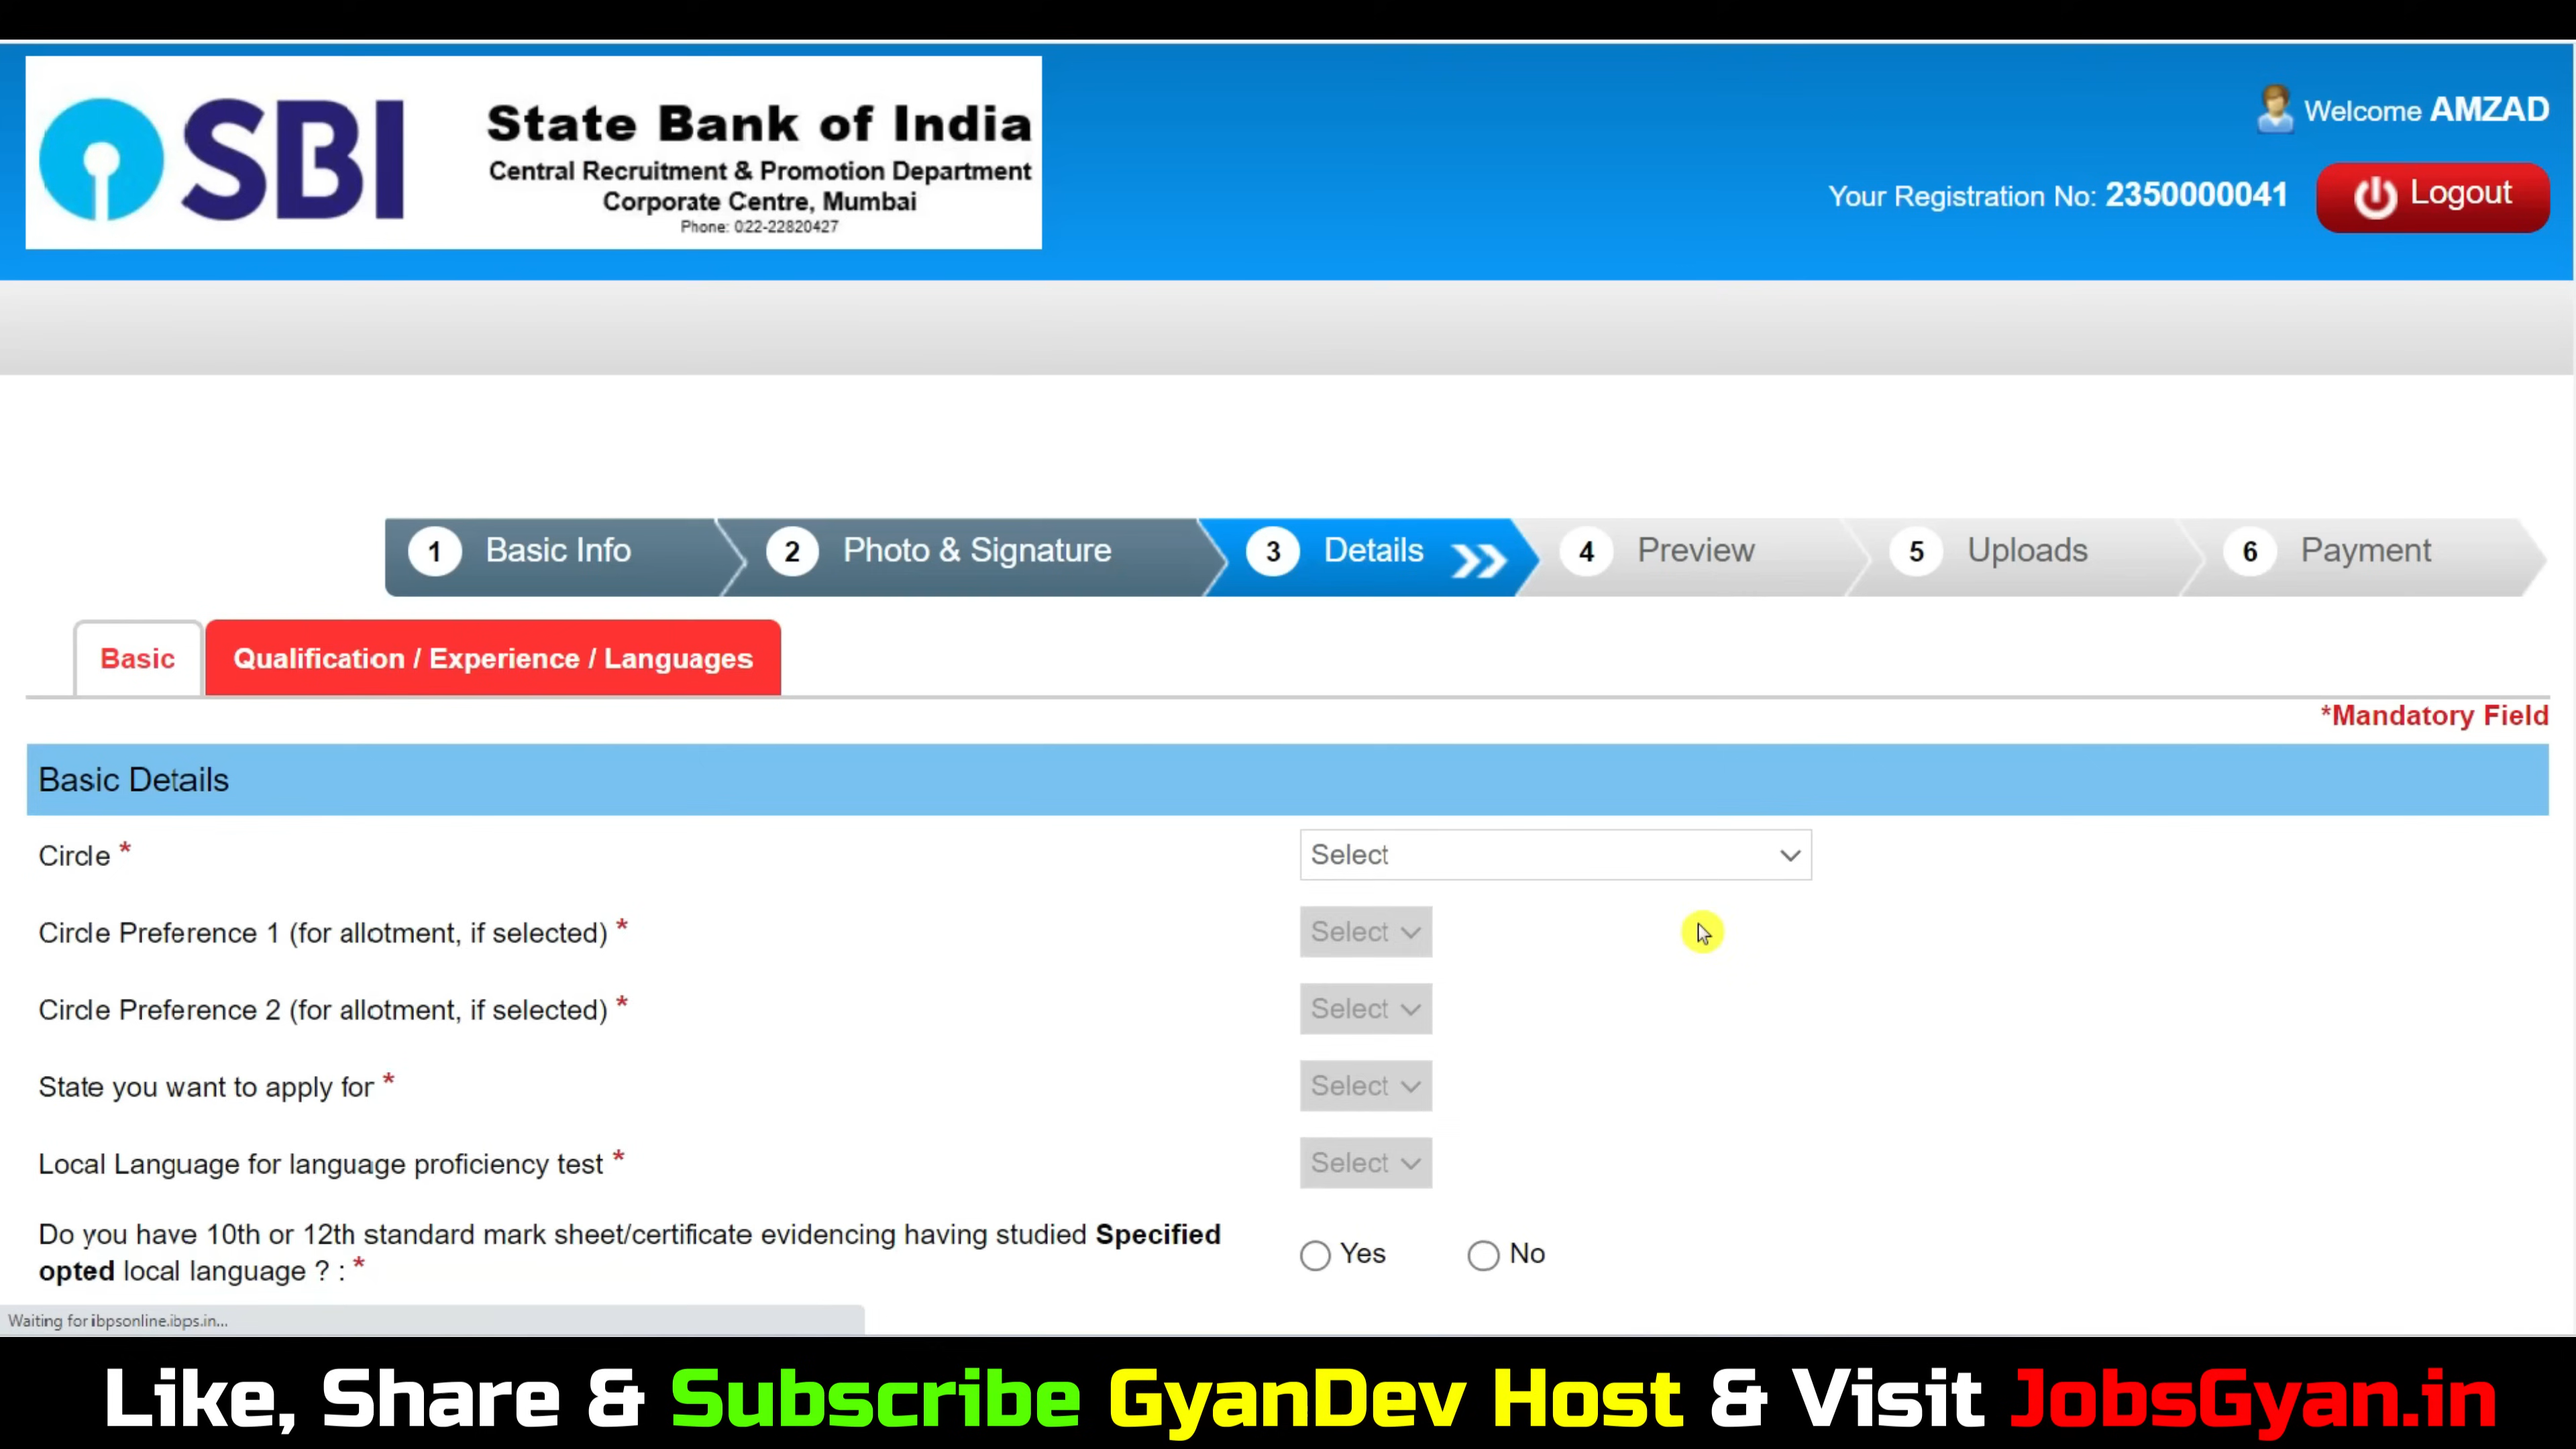 SBI
State Bank of India
Central Recruitment & Promotion Department
Corporate Centre, Mumbai
Phone: 022-22820427
Welcome AMZAD
Your Registration No: 2350000041
Logout
1 Basic Info
2 Photo & Signature
3 Details
4 Preview
5 Uploads
6 Payment
Basic
Qualification / Experience / Languages
*Mandatory Field
Basic Details
Circle * Select
Circle Preference 1 (for allotment, if selected) * Select
Circle Preference 2 (for allotment, if selected) * Select
State you want to apply for * Select
Local Language for language proficiency test * Select
Do you have 10th or 12th standard mark sheet/certificate evidencing having studied Specified
opted local language ? : *
Yes No
Waiting for ibpsonline.ibps.in...
Like, Share & Subscribe GyanDev Host & Visit JobsGyan.in